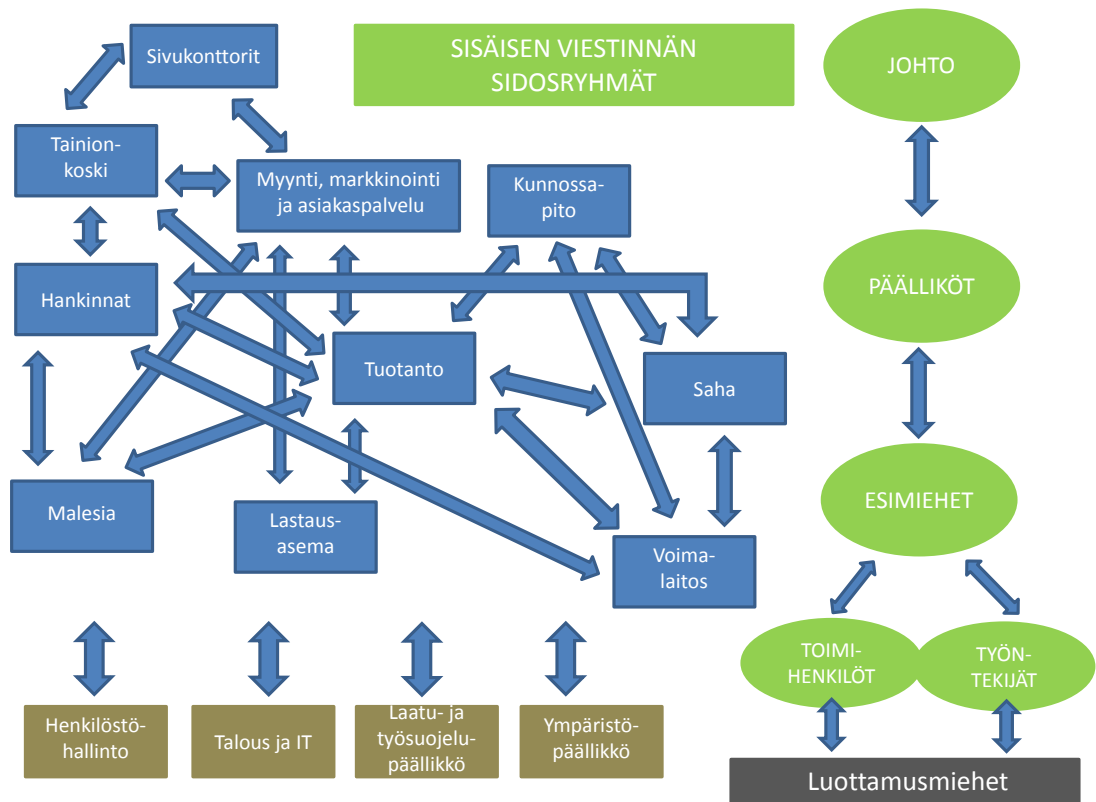 SISÄISEN VIESTINNÄN
SIDOSRYHMÄT
JOHTO
Sivukonttorit
Tainion-
koski
Myynti, markkinointi
ja asiakaspalvelu
Kunnossa-
pito
Hankinnat
PÄÄLLIKÖT
Tuotanto
Saha
Malesia
Lastaus-
asema
Voima-
laitos
ESIMIEHET
TOIMI-
HENKILÖT
TYÖN-
TEKIJÄT
Henkilöstö-
hallinto
Talous ja IT
Laatu- ja
työsuojelu-
päällikkö
Ympäristö-
päällikkö
Luottamusmiehet